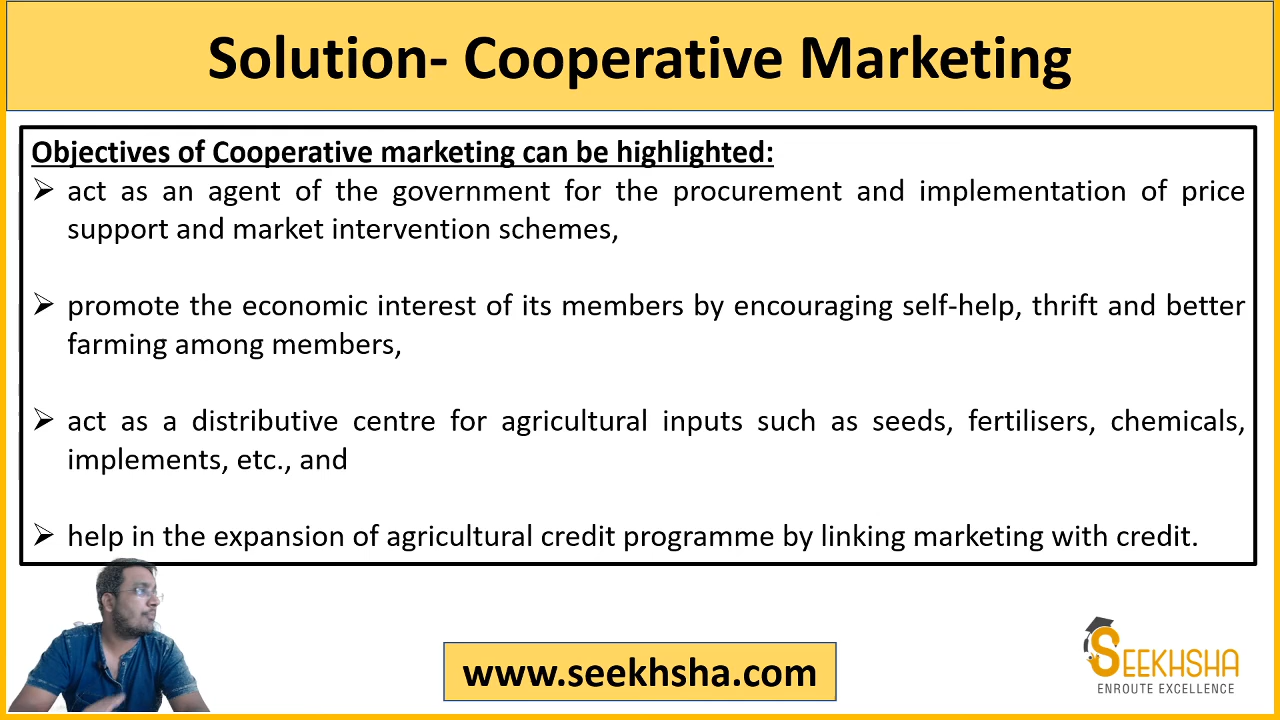 Solution- Cooperative Marketing
Objectives of Cooperative marketing can be highlighted:
➢ act as an agent of the government for the procurement and implementation of price
support and market intervention schemes,
➢ promote the economic interest of its members by encouraging self-help, thrift and better
farming among members,
➢ act as a distributive centre for agricultural inputs such as seeds, fertilisers, chemicals,
implements, etc., and
➢ help in the expansion of agricultural credit programme by linking marketing with credit.
www.seekhsha.com
SEEKHSHA
ENROUTE EXCELLENCE